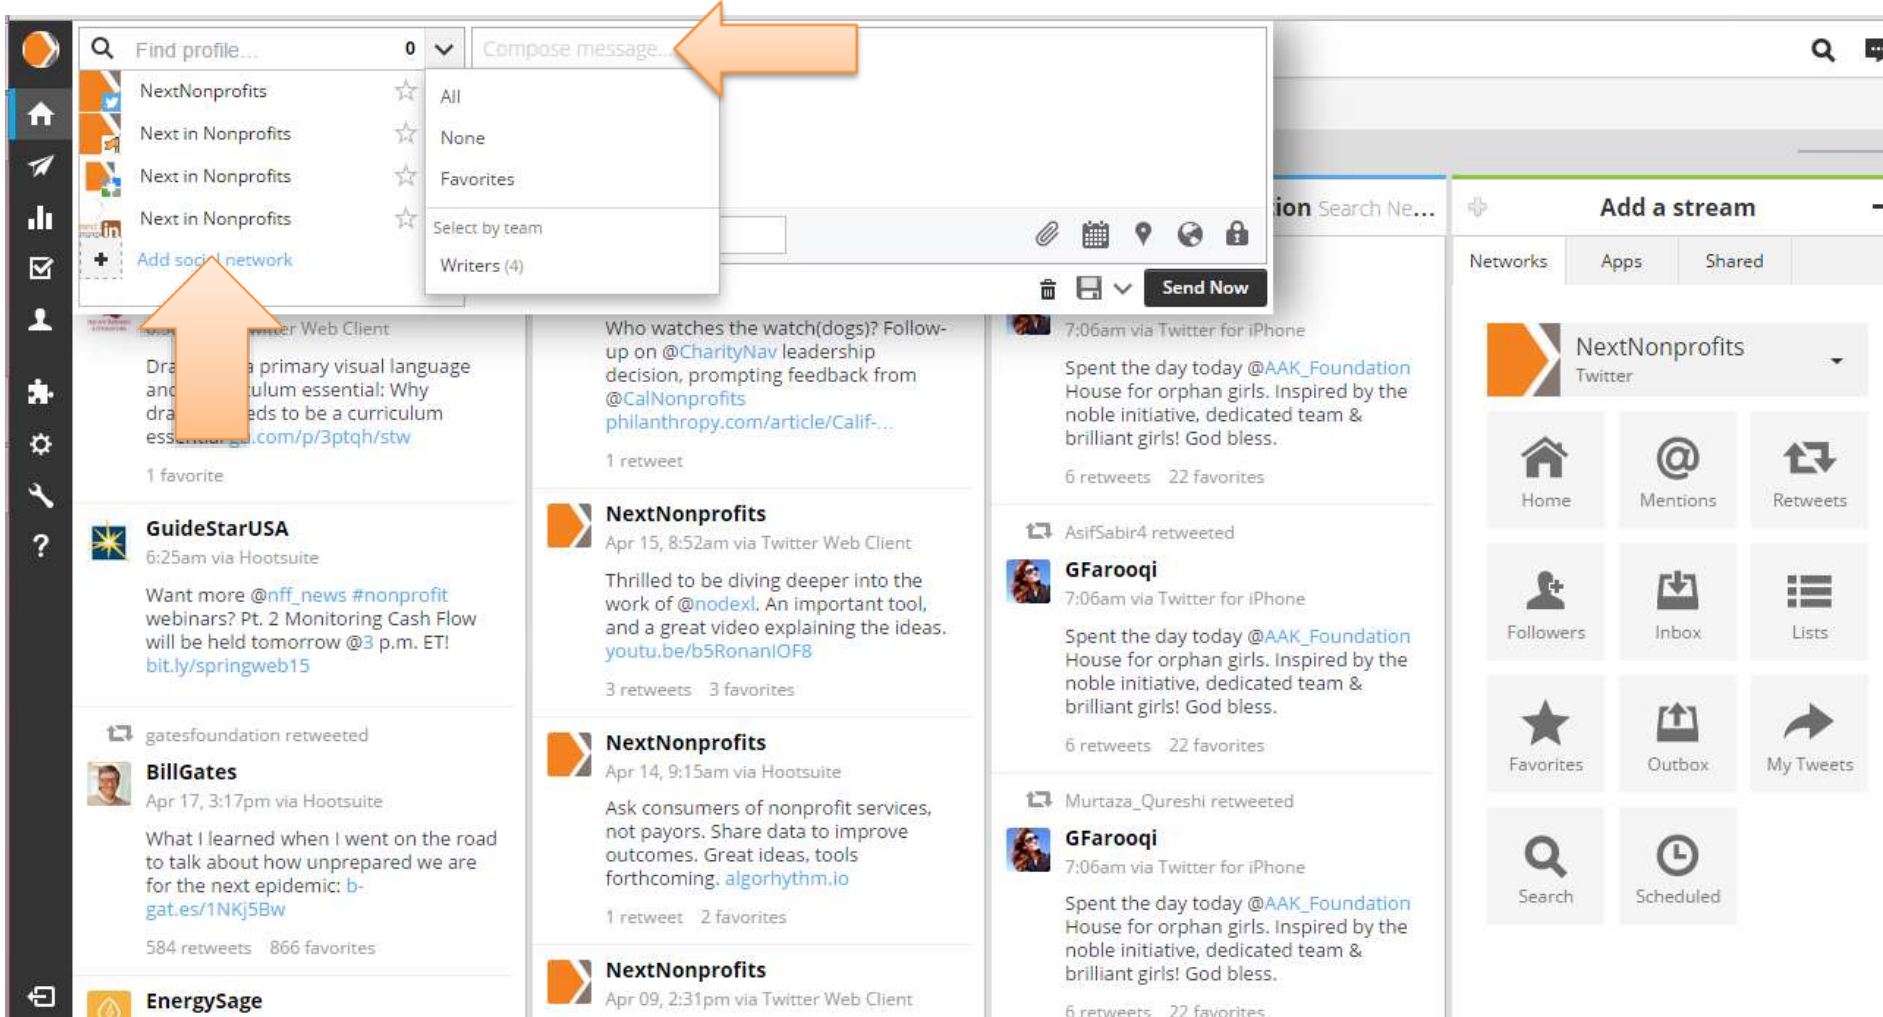 Find profile... 0
Compose message...
NextNonprofits
Next in Nonprofits
Next in Nonprofits
Next in Nonprofits
Add social network
All
None
Favorites
Select by team
Writers (4)
Send Now
Twitter Web Client
primary visual language
essential: Why
to be a curriculum
.com/p/3ptqh/stw
1 favorite
GuideStarUSA
6:25am via Hootsuite
Want more @nff_news #nonprofit
webinars? Pt. 2 Monitoring Cash Flow
will be held tomorrow @3 p.m. ET!
bit.ly/springweb15
gatesfoundation retweeted
BillGates
Apr 17, 3:17pm via Hootsuite
What I learned when I went on the road
to talk about how unprepared we are
for the next epidemic: b-
gat.es/1NKj5Bw
584 retweets 866 favorites
EnergySage
Who watches the watch(dogs)? Follow-
up on @CharityNav leadership
decision, prompting feedback from
@CalNonprofits
philanthropy.com/article/Calif-...
1 retweet
NextNonprofits
Apr 15, 8:52am via Twitter Web Client
Thrilled to be diving deeper into the
work of @nodexl. An important tool,
and a great video explaining the ideas.
youtu.be/b5RonanIOF8
3 retweets 3 favorites
NextNonprofits
Apr 14, 9:15am via Hootsuite
Ask consumers of nonprofit services,
not payors. Share data to improve
outcomes. Great ideas, tools
forthcoming. algorhythm.io
1 retweet 2 favorites
NextNonprofits
Apr 09, 2:31pm via Twitter Web Client
ion Search Ne...
7:06am via Twitter for iPhone
Spent the day today @AAK_Foundation
House for orphan girls. Inspired by the
noble initiative, dedicated team &
brilliant girls! God bless.
6 retweets 22 favorites
AsifSabir4 retweeted
GFarooqi
7:06am via Twitter for iPhone
Spent the day today @AAK_Foundation
House for orphan girls. Inspired by the
noble initiative, dedicated team &
brilliant girls! God bless.
6 retweets 22 favorites
Murtaza_Qureshi retweeted
GFarooqi
7:06am via Twitter for iPhone
Spent the day today @AAK_Foundation
House for orphan girls. Inspired by the
noble initiative, dedicated team &
brilliant girls! God bless.
6 retweets 22 favorites
Add a stream
Networks Apps Shared
NextNonprofits
Twitter
Home Mentions Retweets
Followers Inbox Lists
Favorites Outbox My Tweets
Search Scheduled